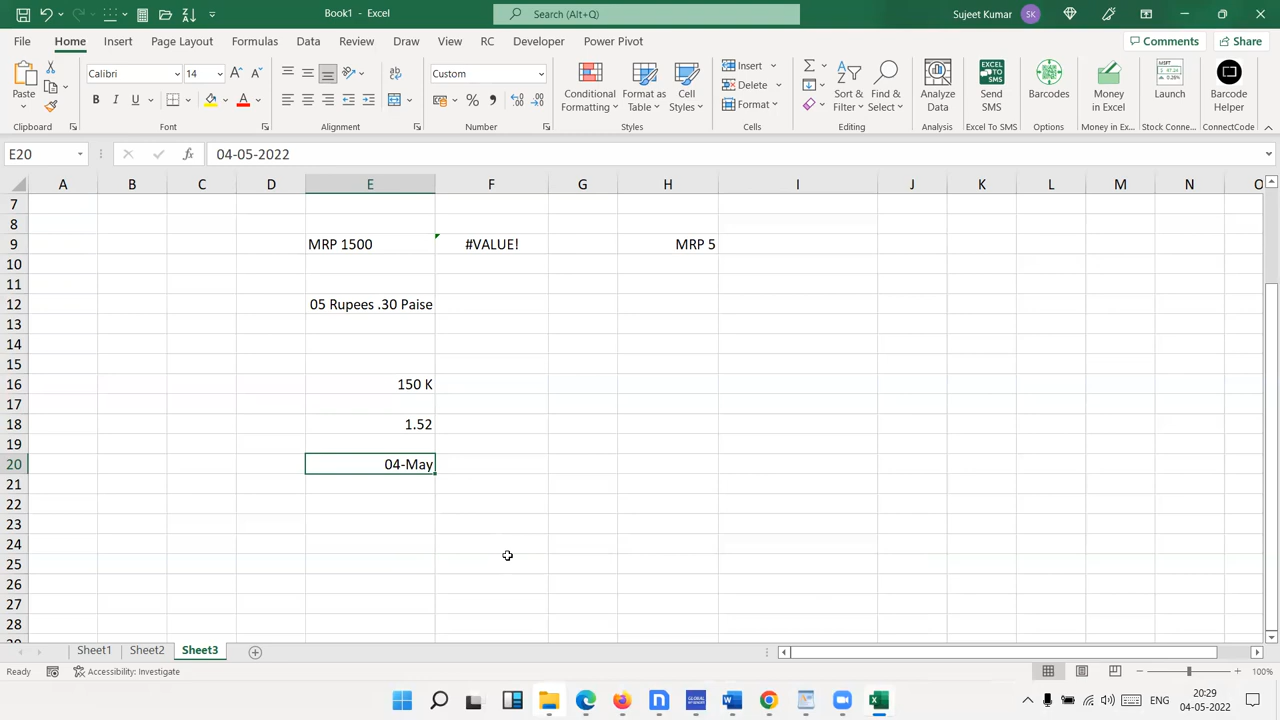 Book1 - Excel
Search (Alt+Q)
Sujeet Kumar
SK
File
Home
Insert
Page Layout
Formulas
Data
Review
View
Draw
RC
Developer
Power Pivot
Comments
Share
Paste
Clipboard
Calibri
14
B I U
Font
Alignment
Custom
Number
Conditional Formatting
Format as Table
Cell Styles
Styles
Insert
Delete
Format
Cells
Sort & Filter
Find & Select
Editing
Analyze Data
Analysis
Send SMS
Excel To SMS
Barcodes
Options
Money in Excel
Money in Ex...
Launch
Stock Conne...
Barcode Helper
ConnectCode
E20
fx
04-05-2022
A B C D E F G H I J K L M N O
7
8
9 MRP 1500 #VALUE! MRP 5
10
11
12 05 Rupees .30 Paise
13
14
15
16 150 K
17
18 1.52
19
20 04-May
21
22
23
24
25
26
27
28
Sheet1 Sheet2 Sheet3
Ready
Accessibility: Investigate
100%
ENG
20:29
04-05-2022